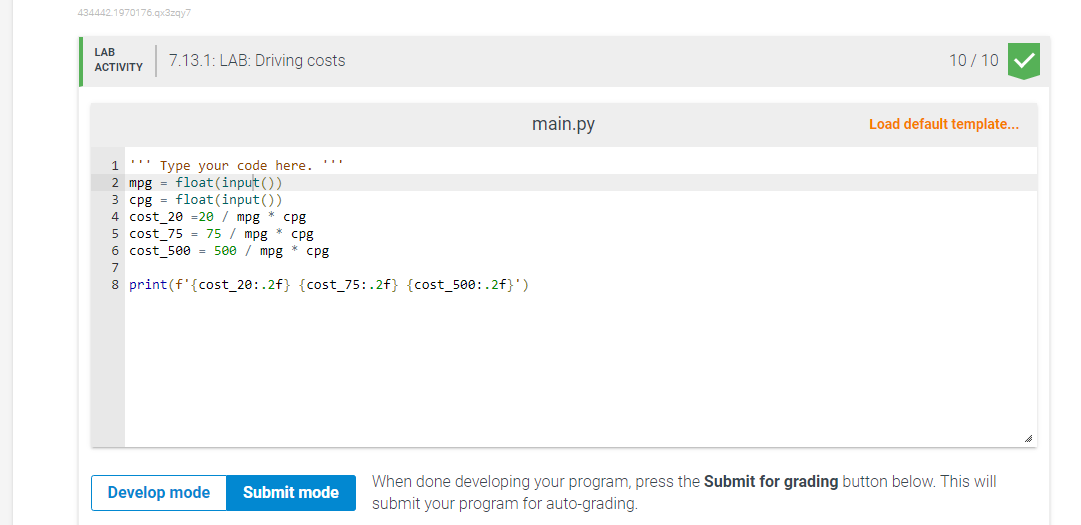 434442.1970176.qx3zqy7
LAB
ACTIVITY
7.13.1: LAB: Driving costs
10 / 10
main.py
Load default template...
1 ''' Type your code here. '''
2 mpg = float(input())
3 cpg = float(input())
4 cost_20 =20 / mpg * cpg
5 cost_75 = 75 / mpg * cpg
6 cost_500 = 500 / mpg * cpg
7
8 print(f'{cost_20:.2f} {cost_75:.2f} {cost_500:.2f}')
Develop mode
Submit mode
When done developing your program, press the Submit for grading button below. This will
submit your program for auto-grading.